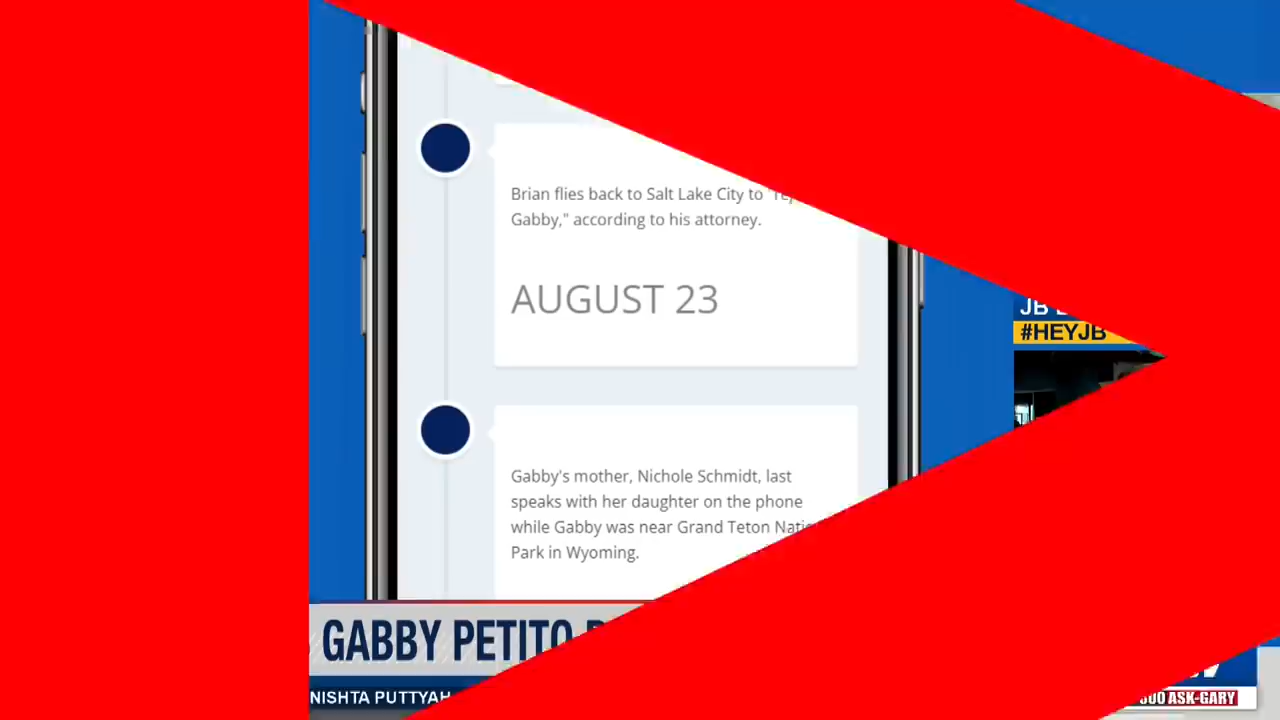 Brian flies back to Salt Lake City to
Gabby," according to his attorney.
AUGUST 23
JB
#HEYJB
Gabby's mother, Nichole Schmidt, last
speaks with her daughter on the phone
while Gabby was near Grand Teton
Park in Wyoming.
GABBY PETITO
NISHTA PUTTYAH
ASK-GARY